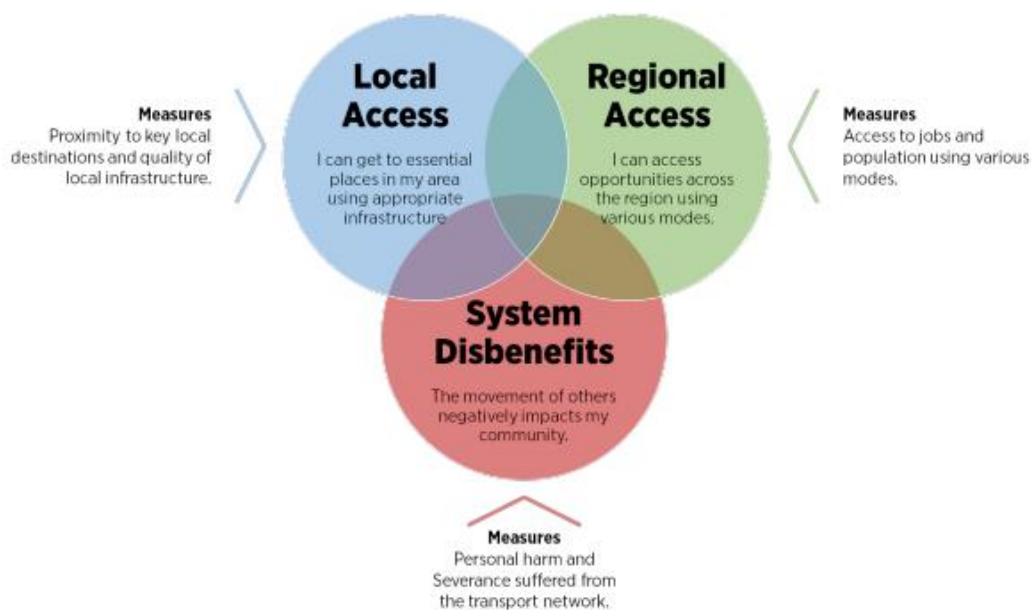 Local
Access
I can get to essential
places in my area
using appropriate
infrastructure
Regional
Access
I can access
opportunities across
the region using
various modes.
Measures
Proximity to key local
destinations and quality of
local infrastructure.
Measures
Access to jobs and
population using various
modes.
System
Disbenefits
The movement of others
negatively impacts my
community.
Measures
Personal harm and
Severance suffered from
the transport network.